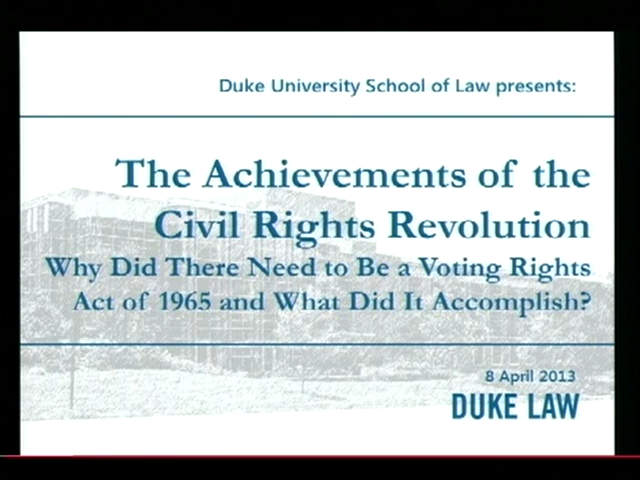 Duke University School of Law presents:
The Achievements of the
Civil Rights Revolution
Why Did There Need to Be a Voting Rights
Act of 1965 and What Did It Accomplish?
8 April 2013
DUKE LAW